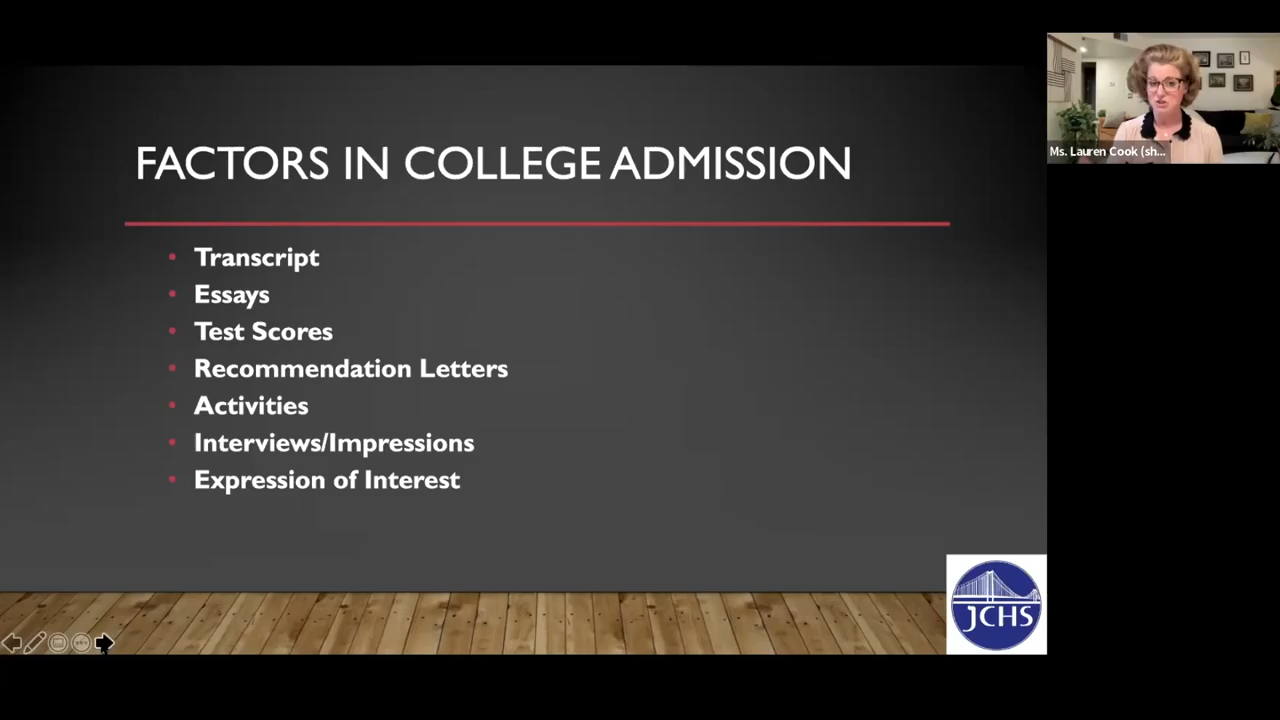 FACTORS IN COLLEGE ADMISSION
• Transcript
• Essays
• Test Scores
• Recommendation Letters
• Activities
• Interviews/Impressions
• Expression of Interest
JCHS
Ms. Lauren Cook (sh...